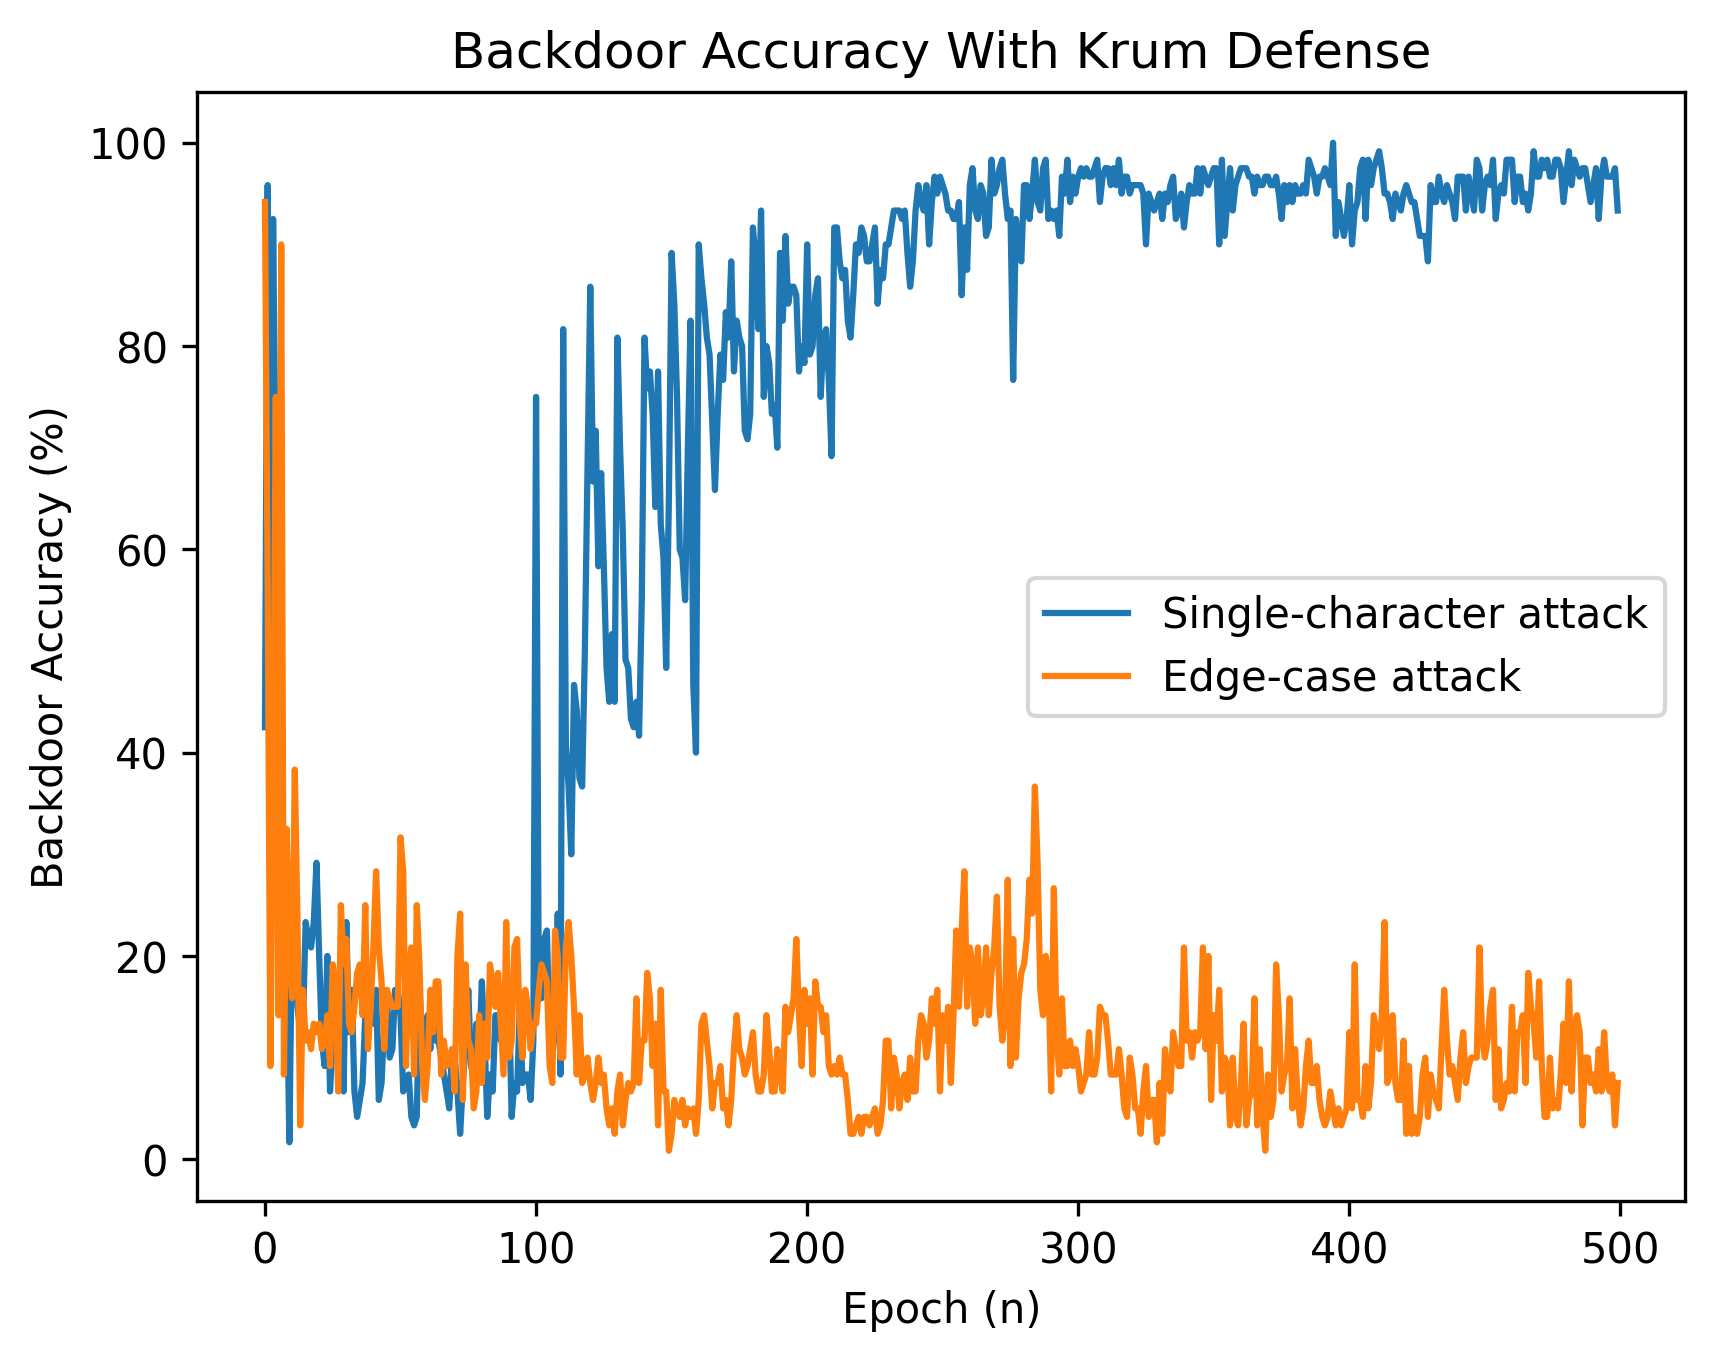 Backdoor Accuracy With Krum Defense
Backdoor Accuracy (%)
100
80
60
40
20
0
Single-character attack
Edge-case attack
0 100 200 300 400 500
Epoch (n)